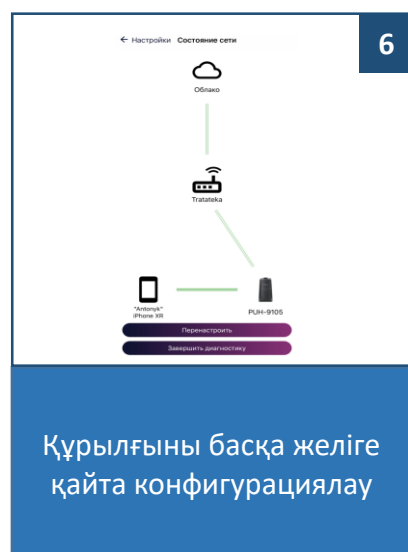 6
← Настройки Состояние сети
Облако
Tratateka
"Antonyk"
iPhone XR
PUH-9105
Перенастроить
Завершить диагностику
Құрылғыны басқа желіге
қайта конфигурациялау